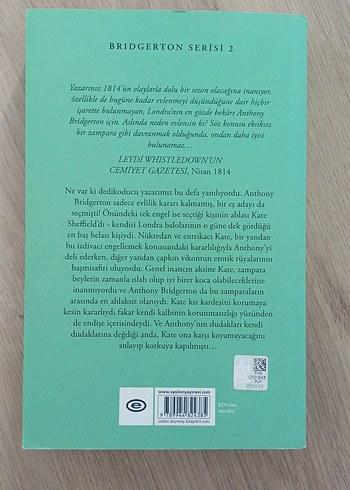 BRIDGERTON SERİSİ 2
Yazarınız 1814'ün olaylarla dolu bir sezon olacağına inanıyor,
özellikle de bugüne kadar evlenmeyi düşündüğüne dair hiçbir
işarette bulunmayan, Londra'nın en gözde bekârı Anthony
Bridgerton için. Aslında neden evlensin ki? Söz konusu eksiksiz
bir zampara gibi davranmak olduğunda, ondan daha iyisi
bulunamaz...
LEYDİ WHISTLEDOWN'UN
CEMİYET GAZETESİ, Nisan 1814
Ne var ki dedikoducu yazarımız bu defa yanılıyordu. Anthony
Bridgerton sadece evlilik kararı kalmamış, bir eş adayı da
seçmişti! Önündeki tek engel ise seçtiği kişinin ablası Kate
Sheffield'dı - kendisi Londra balolarının o güne dek gördüğü
en baş belası kişiydi. Nüktedan ve entrikacı Kate, bir yandan
bu izdivacı engellemek konusundaki kararlılığıyla Anthony'i
deli ederken, diğer yandan çapkın vikontun erotik rüyalarının
başmisafiri oluyordu. Genel inancın aksine Kate, zampara
beylerin zamanla ıslah olup iyi birer koca olabileceklerine
inanmıyordu ve Anthony Bridgerton da bu zamparaların
arasında en ahlaksız olanıydı. Kate kız kardeşini korumaya
kesin kararlıydı fakat kendi kalbinin korunmasızlığı yüzünden
de endişe içerisindeydi. Ve Anthony'nin dudakları kendi
dudaklarına değdiği anda, Kate ona karşı koyamayacağını
anlayıp korkuya kapılmıştı...
www.epsilonyayinevi.com
9 789944 824385
online alışveriş: kitap365.com
KDV'den
muaftır